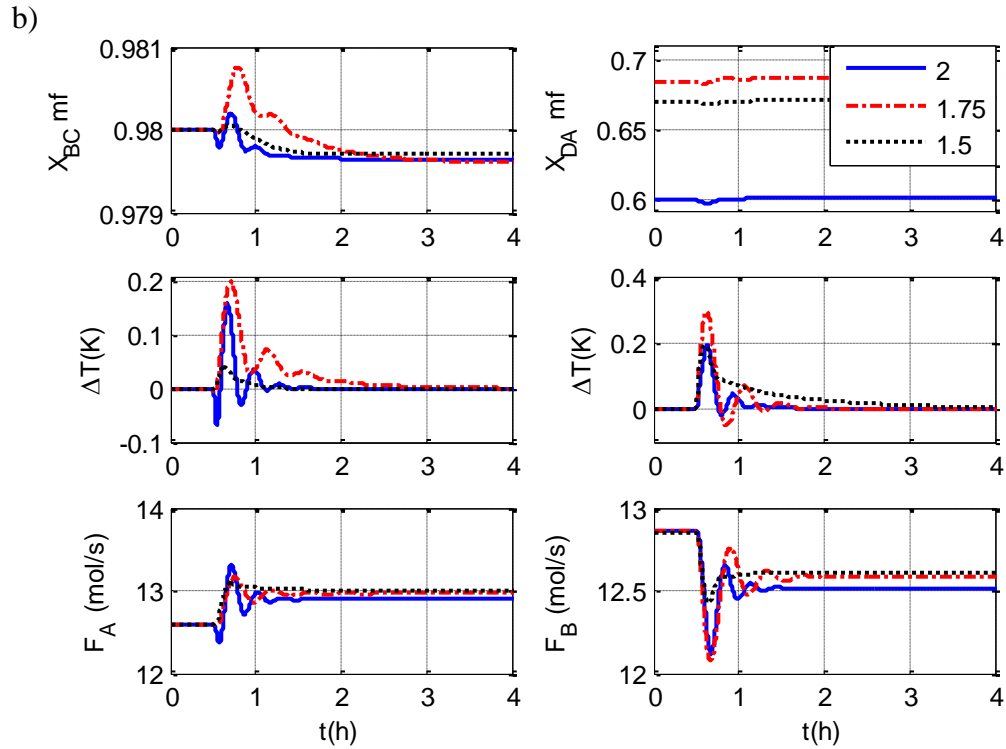 b)
0.981
0.98
0.979
X_BC mf
0 1 2 3 4
0.7
0.65
0.6
X_DA mf
0 1 2 3 4
2
1.75
1.5
0.2
0.1
0
-0.1
ΔT(K)
0 1 2 3 4
0.4
0.2
0
ΔT(K)
0 1 2 3 4
14
13
12
F_A (mol/s)
0 1 2 3 4
t(h)
13
12.5
12
F_B (mol/s)
0 1 2 3 4
t(h)